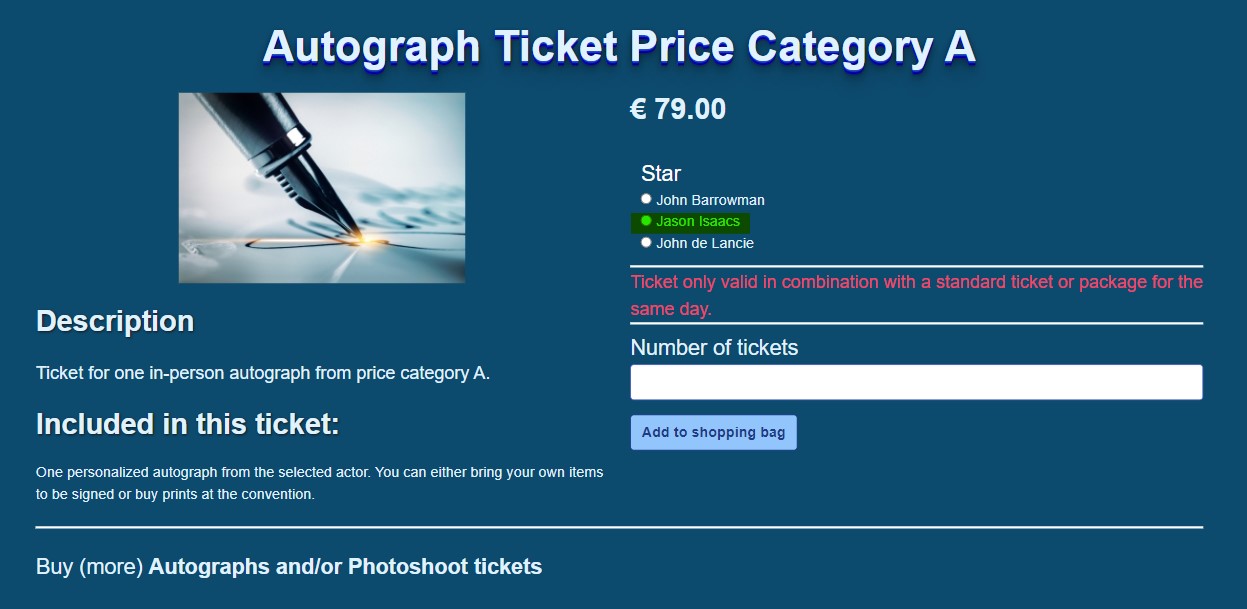 Autograph Ticket Price Category A
€ 79.00
Star
John Barrowman
Jason Isaacs
John de Lancie
Ticket only valid in combination with a standard ticket or package for the
same day.
Number of tickets
Add to shopping bag
Description
Ticket for one in-person autograph from price category A.
Included in this ticket:
One personalized autograph from the selected actor. You can either bring your own items
to be signed or buy prints at the convention.
Buy (more) Autographs and/or Photoshoot tickets